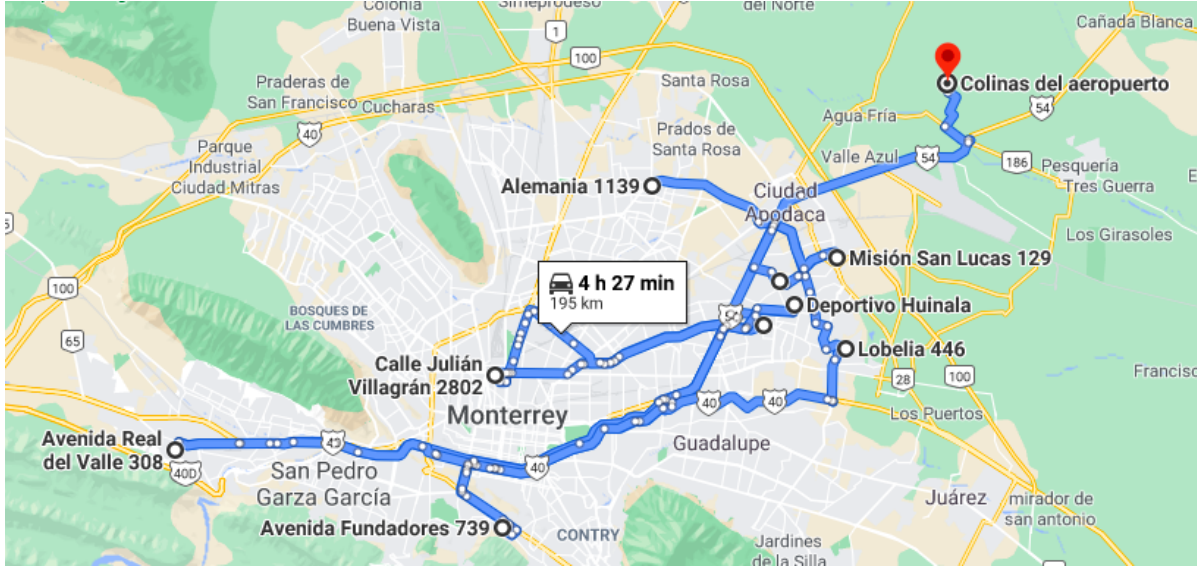 Colonia
Buena Vista
Simeprodeso
del Norte
Cañada Blanca
1
100
Praderas de
San Francisco
Cucharas
Santa Rosa
Colinas del aeropuerto
40
54
Parque
Industrial
Ciudad Mitras
Prados de
Santa Rosa
Agua Fría
Valle Azul
54
186
Pesquería
Tres Guerra
Alemania 1139
Ciudad
Apodaca
Los Girasoles
Misión San Lucas 129
100
4 h 27 min
195 km
BOSQUES DE
LAS CUMBRES
Deportivo Huinala
65
Calle Julián
Villagrán 2802
Lobelia 446
28
100
Francisc
Monterrey
40
40
Los Puertos
Avenida Real
del Valle 308
Guadalupe
40D
San Pedro
Garza García
40
Juárez
mirador de
san antonio
Avenida Fundadores 739
CONTRY
Jardines
de la Silla